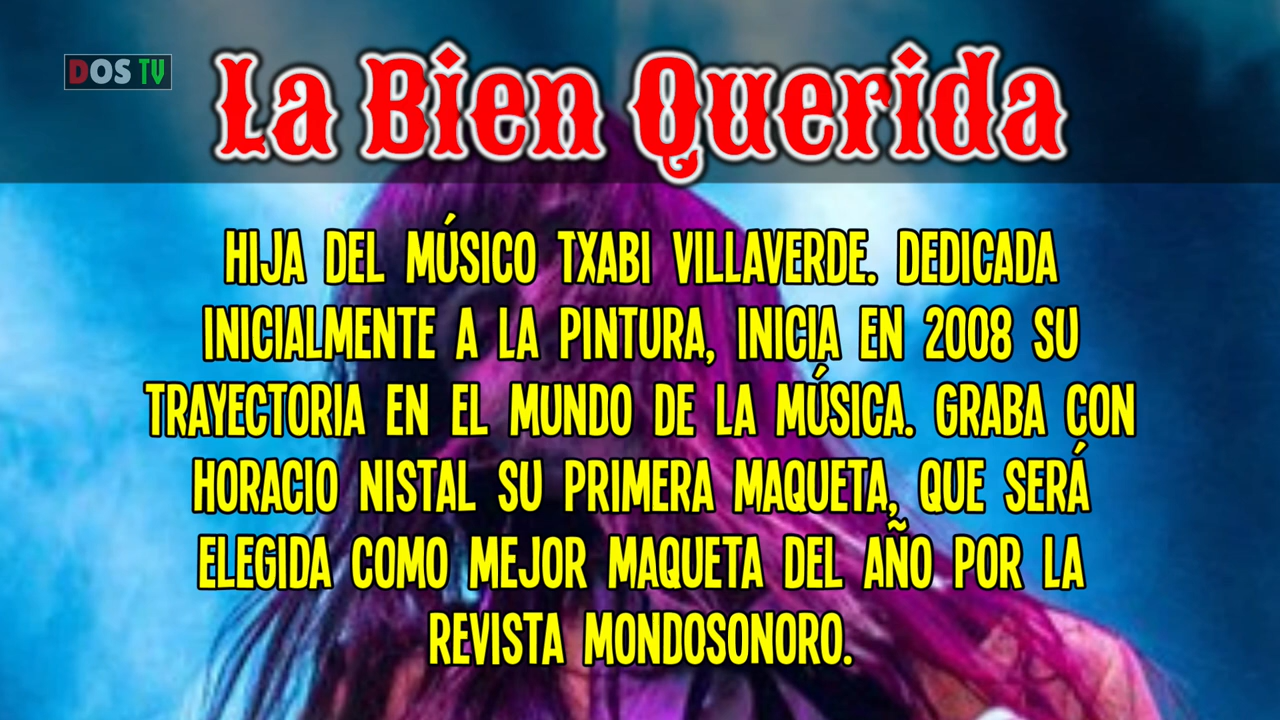 DOS TV
La Bien Querida
HIJA DEL MÚSICO TXABI VILLAVERDE. DEDICADA
INICIALMENTE A LA PINTURA, INICIA EN 2008 SU
TRAYECTORIA EN EL MUNDO DE LA MÚSICA. GRABA CON
HORACIO NISTAL SU PRIMERA MAQUETA, QUE SERÁ
ELEGIDA COMO MEJOR MAQUETA DEL AÑO POR LA
REVISTA MONDOSONORO.